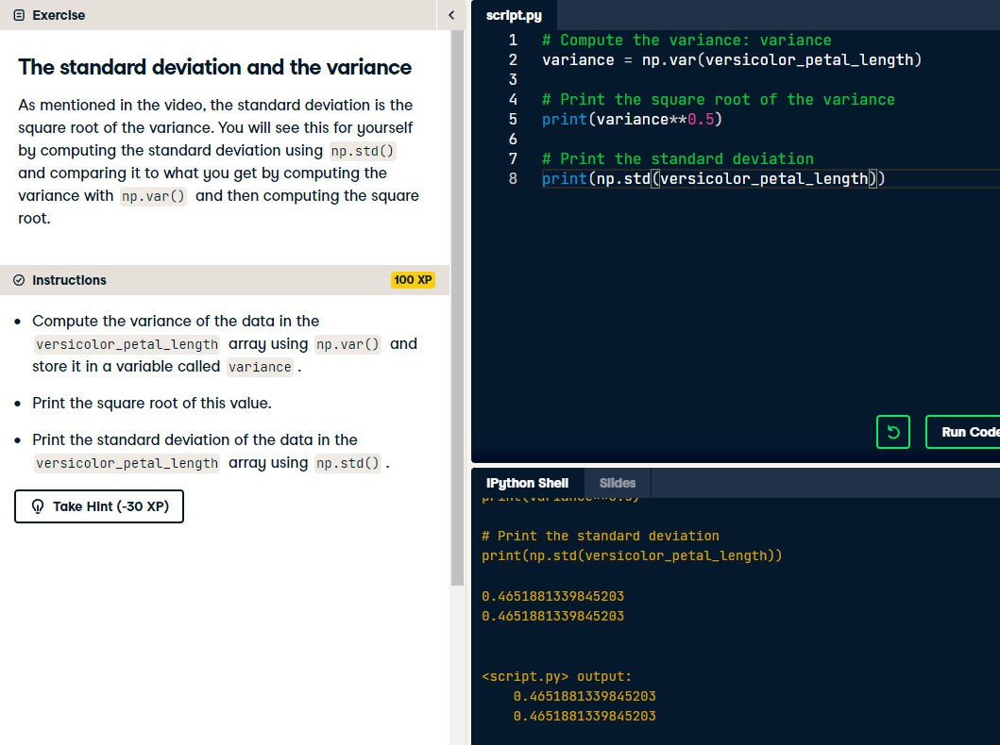 Exercise
The standard deviation and the variance
As mentioned in the video, the standard deviation is the
square root of the variance. You will see this for yourself
by computing the standard deviation using np.std()
and comparing it to what you get by computing the
variance with np.var() and then computing the square
root.
Instructions
100 XP
Compute the variance of the data in the
versicolor_petal_length array using np.var() and
store it in a variable called variance .
Print the square root of this value.
Print the standard deviation of the data in the
versicolor_petal_length array using np.std() .
Take Hint (-30 XP)
script.py
1 # Compute the variance: variance
2 variance = np.var(versicolor_petal_length)
3
4 # Print the square root of the variance
5 print(variance**0.5)
6
7 # Print the standard deviation
8 print(np.std(versicolor_petal_length))
Run Code
IPython Shell
Slides
print(variance**0.5)
# Print the standard deviation
print(np.std(versicolor_petal_length))
0.4651881339845203
0.4651881339845203
<script.py> output:
0.4651881339845203
0.4651881339845203